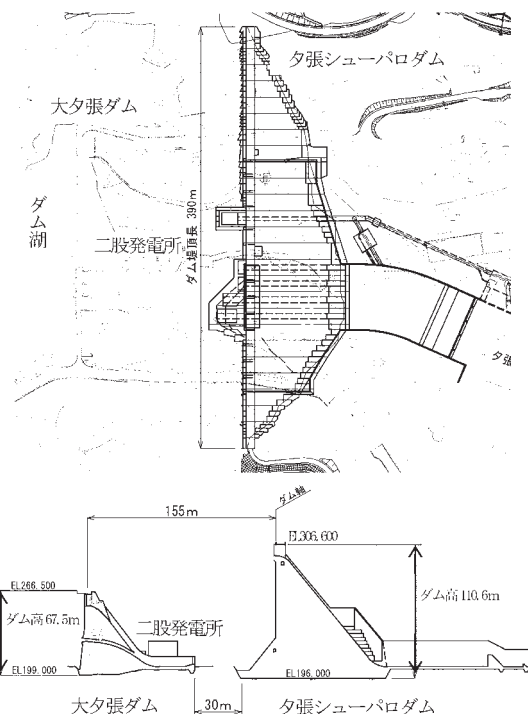 夕張シューパロダム
大夕張ダム
ダム湖
ダム堤頂長 390m
二股発電所
夕張
155m
ダム軸
EL306.600
EL266.500
ダム高67.5m
二股発電所
ダム高110.6m
EL199.000
EL196.000
大夕張ダム
30m
夕張シューパロダム